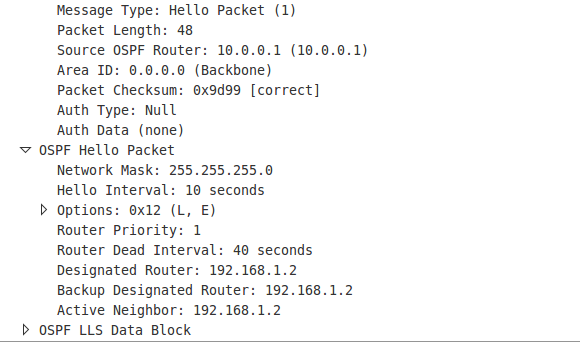 Message Type: Hello Packet (1)
Packet Length: 48
Source OSPF Router: 10.0.0.1 (10.0.0.1)
Area ID: 0.0.0.0 (Backbone)
Packet Checksum: 0x9d99 [correct]
Auth Type: Null
Auth Data (none)
OSPF Hello Packet
Network Mask: 255.255.255.0
Hello Interval: 10 seconds
Options: 0x12 (L, E)
Router Priority: 1
Router Dead Interval: 40 seconds
Designated Router: 192.168.1.2
Backup Designated Router: 192.168.1.2
Active Neighbor: 192.168.1.2
OSPF LLS Data Block